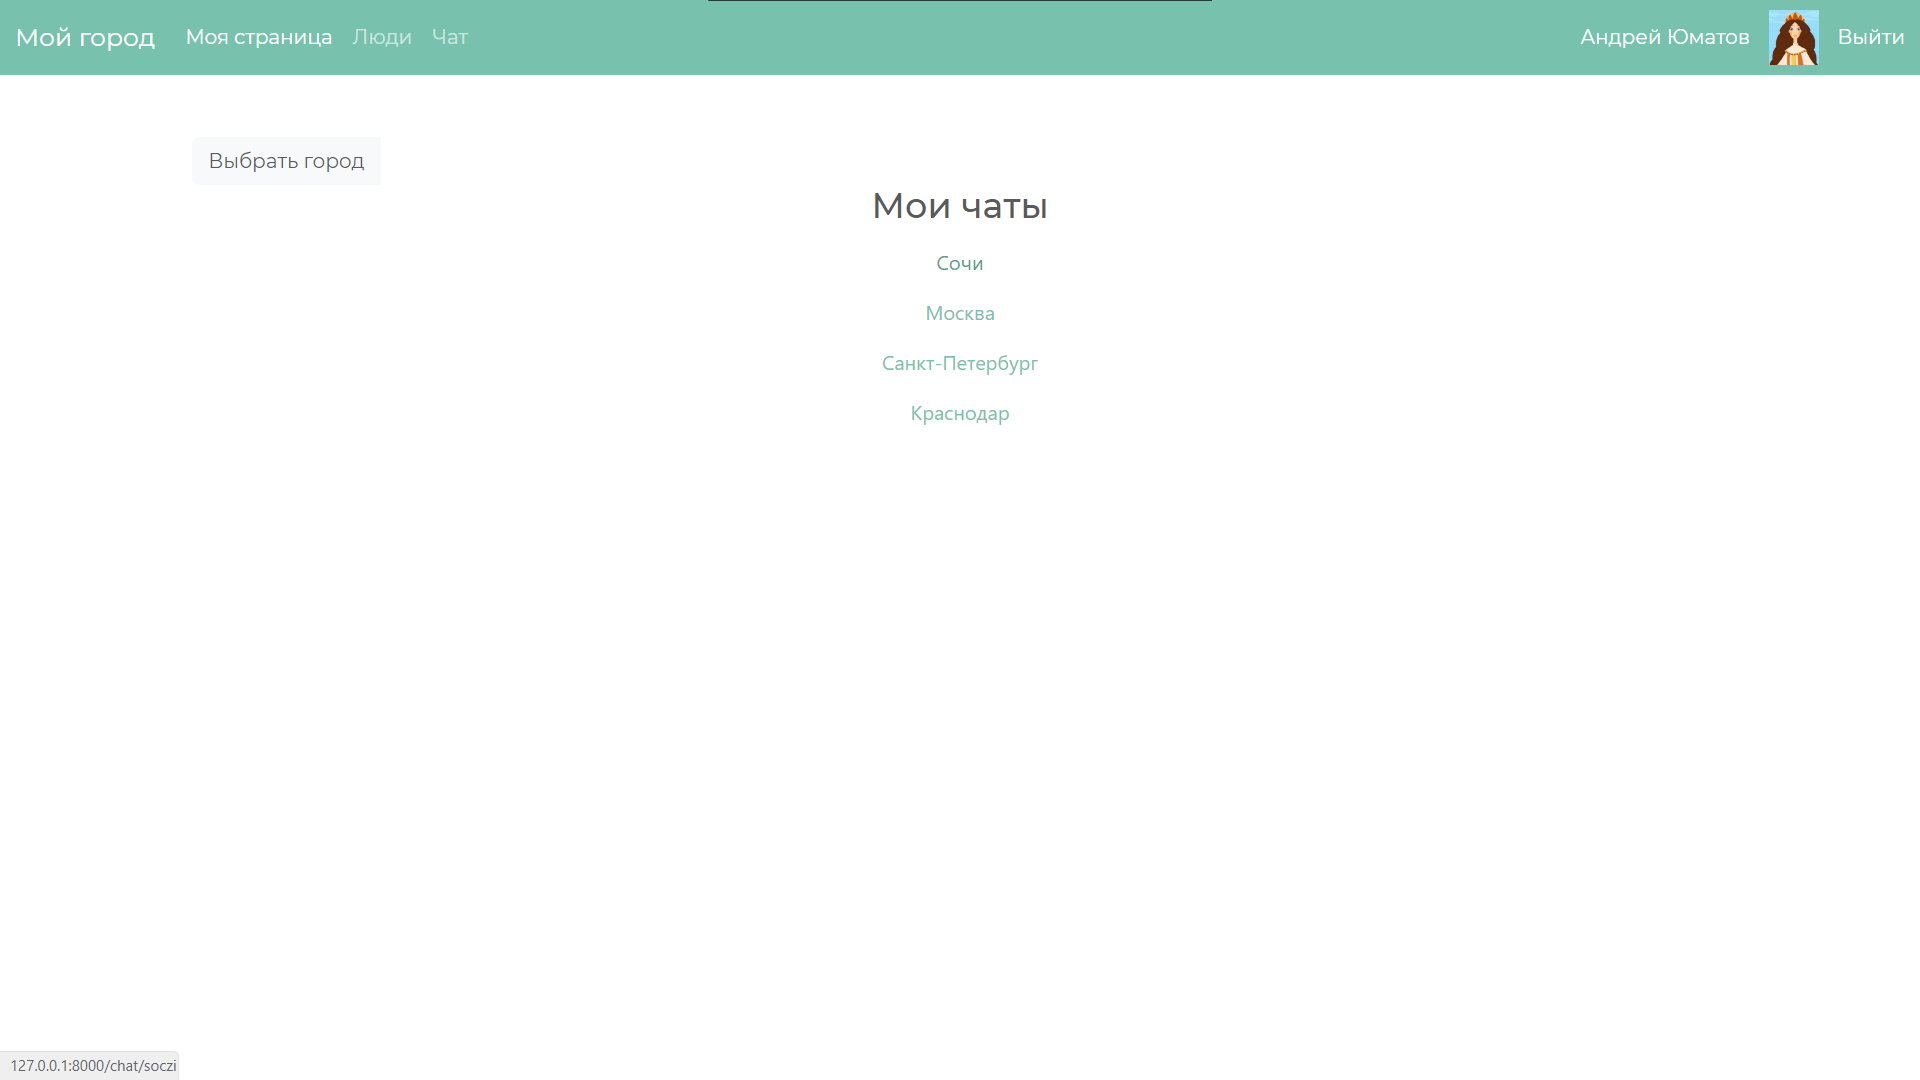 Мой город Моя страница Люди Чат Андрей Юматов Выйти
Выбрать город
Мои чаты
Сочи
Москва
Санкт-Петербург
Краснодар
127.0.0.1:8000/chat/soczi